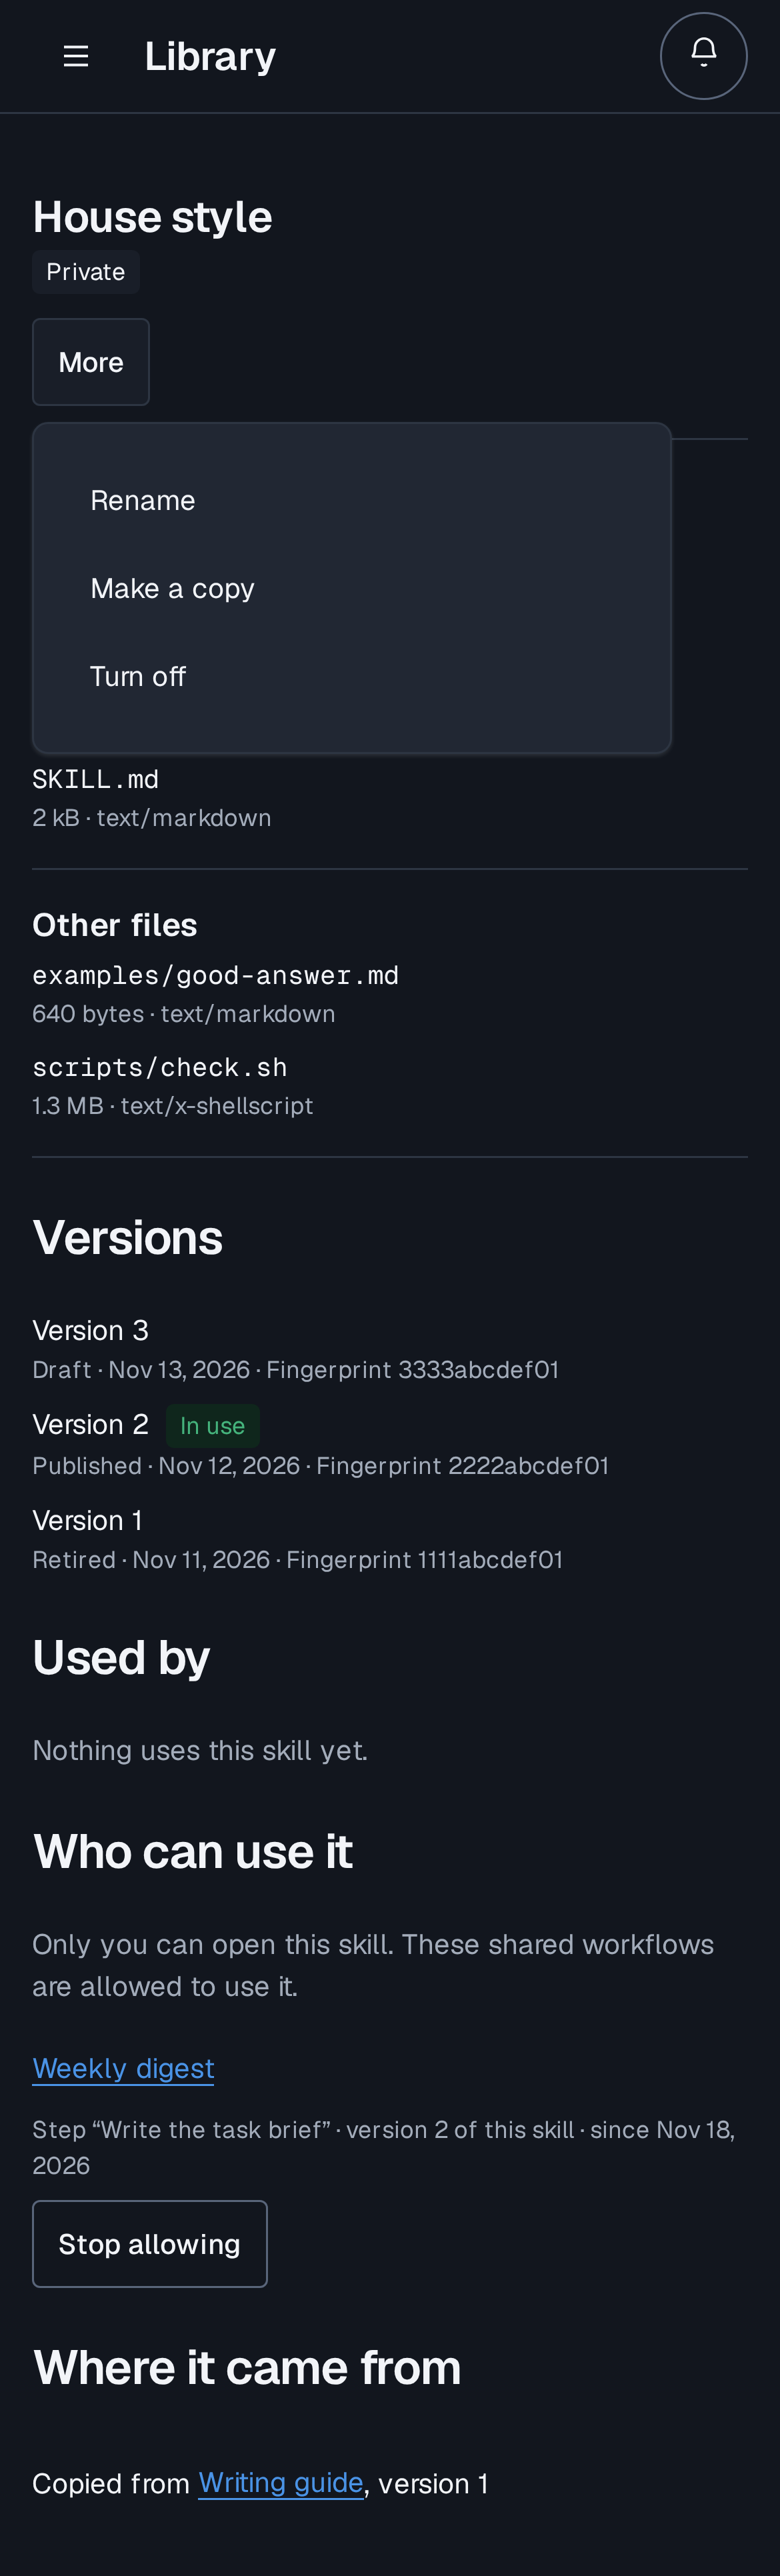 Library
House style
Private
More
Rename
Make a copy
Turn off
SKILL.md
2 kB · text/markdown
Other files
examples/good-answer.md
640 bytes · text/markdown
scripts/check.sh
1.3 MB · text/x-shellscript
Versions
Version 3
Draft · Nov 13, 2026 · Fingerprint 3333abcdef01
Version 2 In use
Published · Nov 12, 2026 · Fingerprint 2222abcdef01
Version 1
Retired · Nov 11, 2026 · Fingerprint 1111abcdef01
Used by
Nothing uses this skill yet.
Who can use it
Only you can open this skill. These shared workflows
are allowed to use it.
Weekly digest
Step “Write the task brief” · version 2 of this skill · since Nov 18,
2026
Stop allowing
Where it came from
Copied from Writing guide, version 1